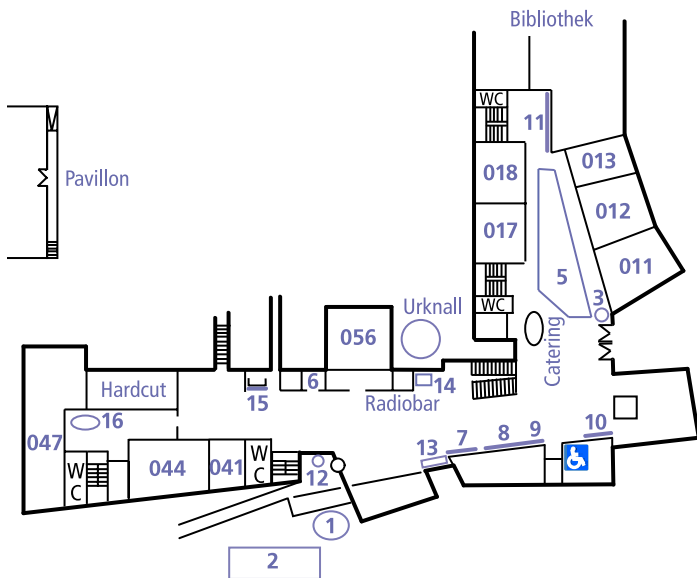 Bibliothek
WC
11
013
018
Pavillon
012
017
5
011
3
WC
Urknall
056
Catering
6
14
Hardcut
15
Radiobar
16
047
9
10
8
7
13
WC
044
041
WC
12
1
2